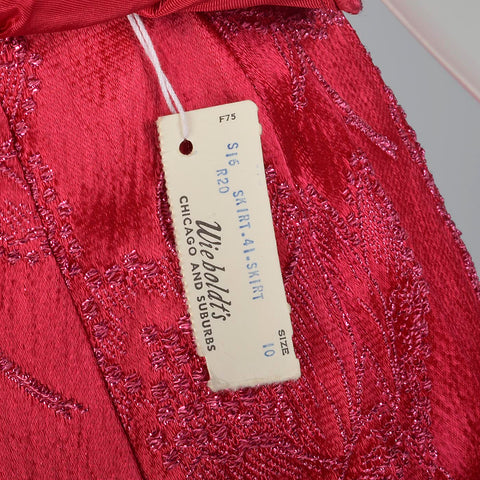 F75
S16 SKIRT.41-SKIRT
R20
Wieboldt's
CHICAGO AND SUBURBS
SIZE
10